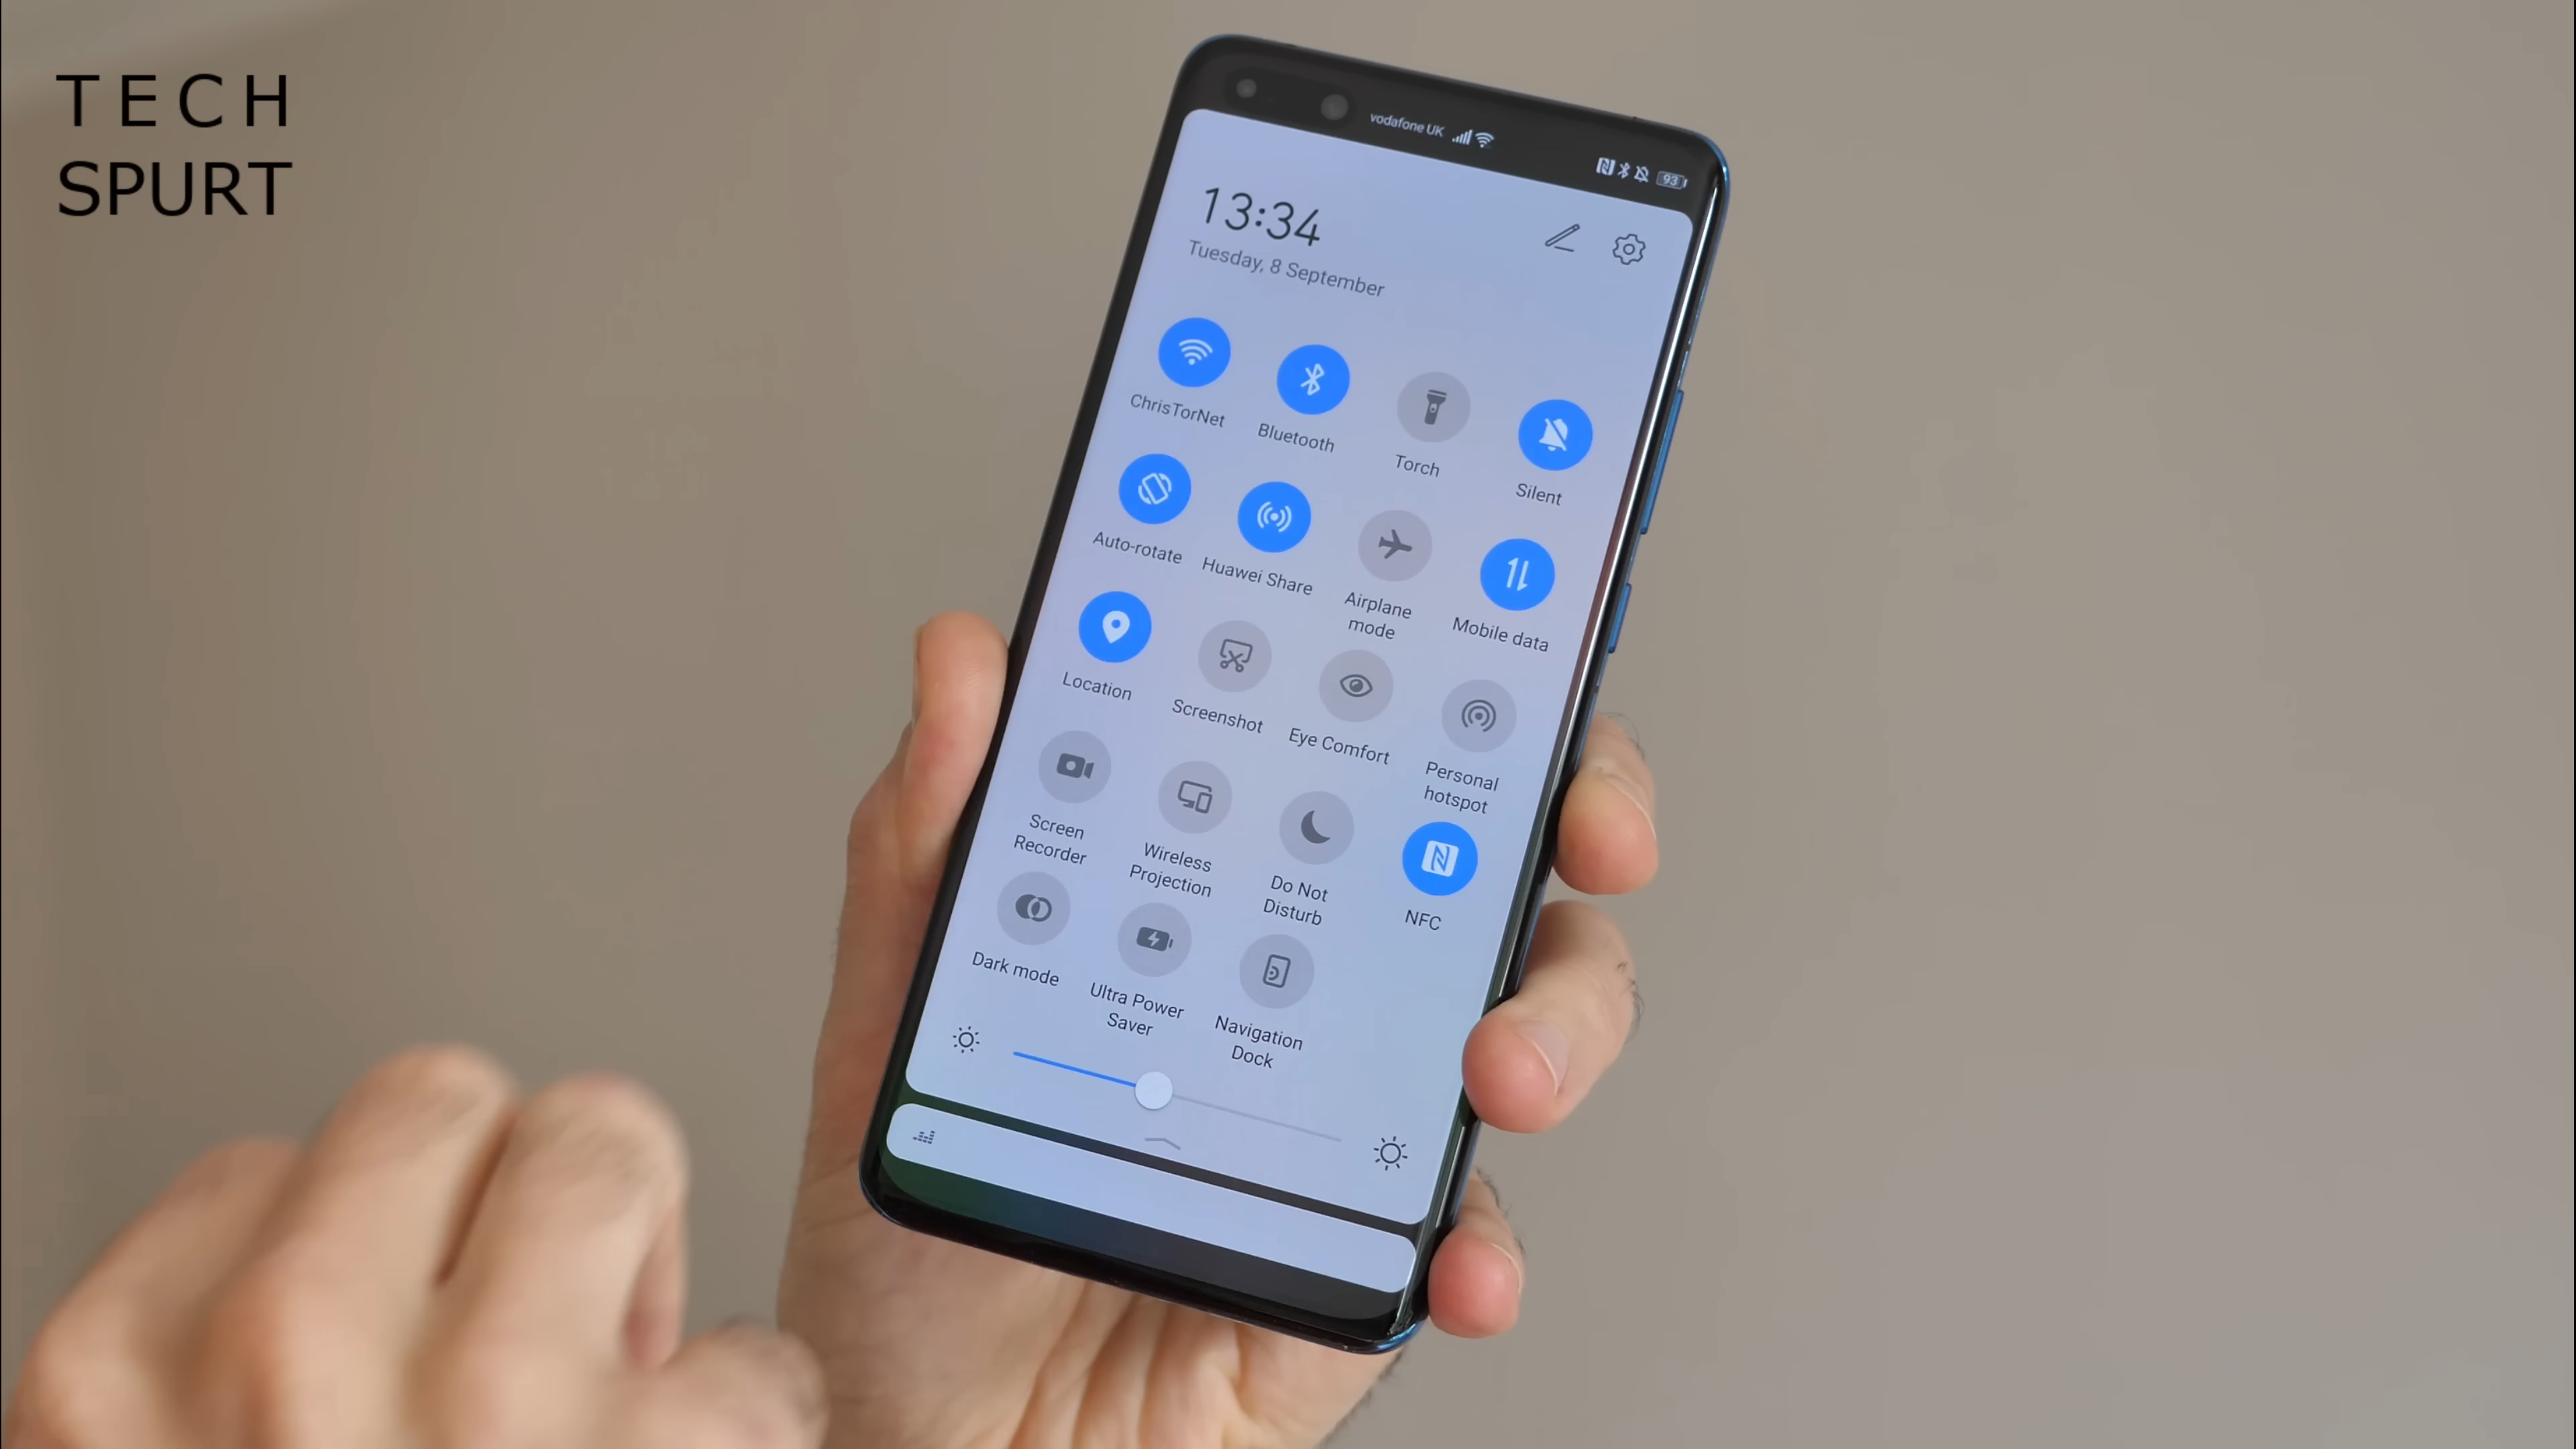 TECH
SPURT
vodafone UK
93
13:34
Tuesday, 8 September
ChrisTorNet
Bluetooth
Torch
Silent
Auto-rotate
Huawei Share
Airplane
mode
Mobile data
Location
Screenshot
Eye Comfort
Personal
hotspot
Screen
Recorder
Wireless
Projection
Do Not
Disturb
NFC
Dark mode
Ultra Power
Saver
Navigation
Dock